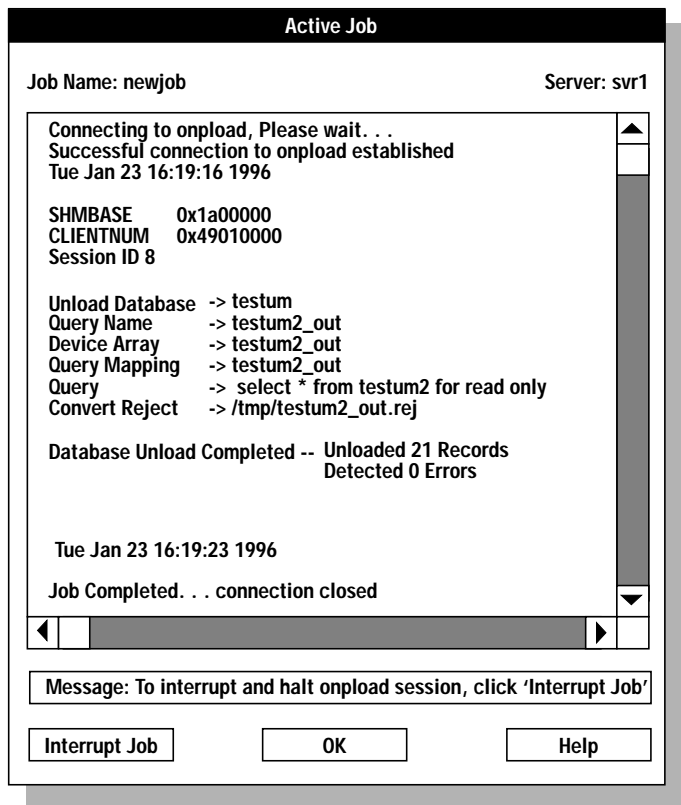 Active Job
Job Name: newjob Server: svr1
Connecting to onpload, Please wait. . .
Successful connection to onpload established
Tue Jan 23 16:19:16 1996
SHMBASE 0x1a00000
CLIENTNUM 0x49010000
Session ID 8
Unload Database -> testum
Query Name -> testum2_out
Device Array -> testum2_out
Query Mapping -> testum2_out
Query -> select * from testum2 for read only
Convert Reject -> /tmp/testum2_out.rej
Database Unload Completed -- Unloaded 21 Records
Detected 0 Errors
Tue Jan 23 16:19:23 1996
Job Completed. . . connection closed
Message: To interrupt and halt onpload session, click ‘Interrupt Job’
Interrupt Job OK Help